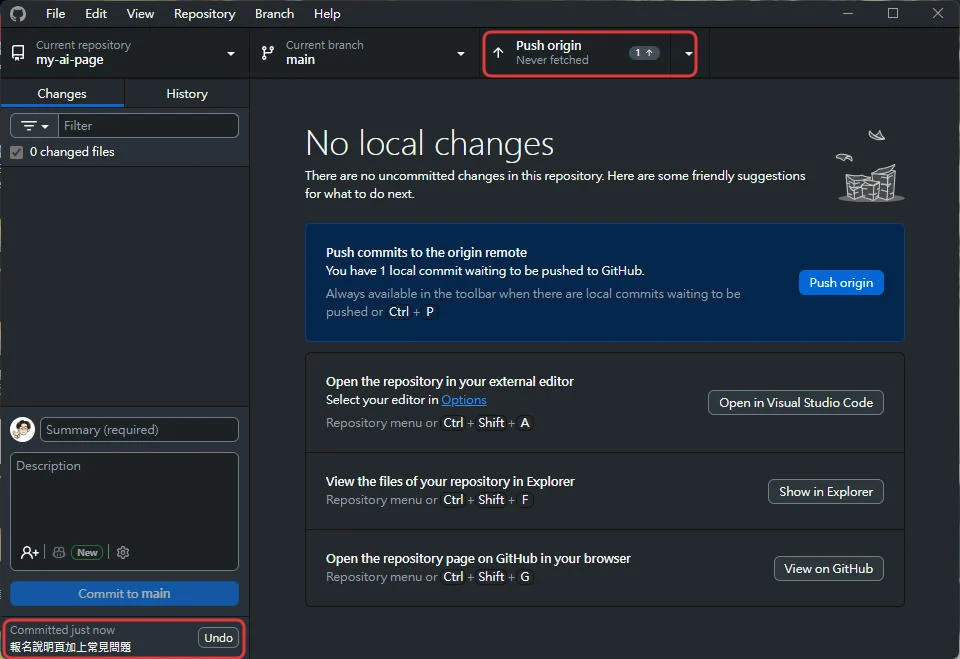 File Edit View Repository Branch Help
Current repository
my-ai-page
Current branch
main
Push origin
Never fetched
1
Changes History
Filter
0 changed files
No local changes
There are no uncommitted changes in this repository. Here are some friendly suggestions
for what to do next.
Push commits to the origin remote
You have 1 local commit waiting to be pushed to GitHub.
Always available in the toolbar when there are local commits waiting to be
pushed or Ctrl + P
Push origin
Open the repository in your external editor
Select your editor in Options
Repository menu or Ctrl + Shift + A
Open in Visual Studio Code
View the files of your repository in Explorer
Repository menu or Ctrl + Shift + F
Show in Explorer
Open the repository page on GitHub in your browser
Repository menu or Ctrl + Shift + G
View on GitHub
Summary (required)
Description
New
Commit to main
Committed just now
報名說明頁加上常見問題
Undo